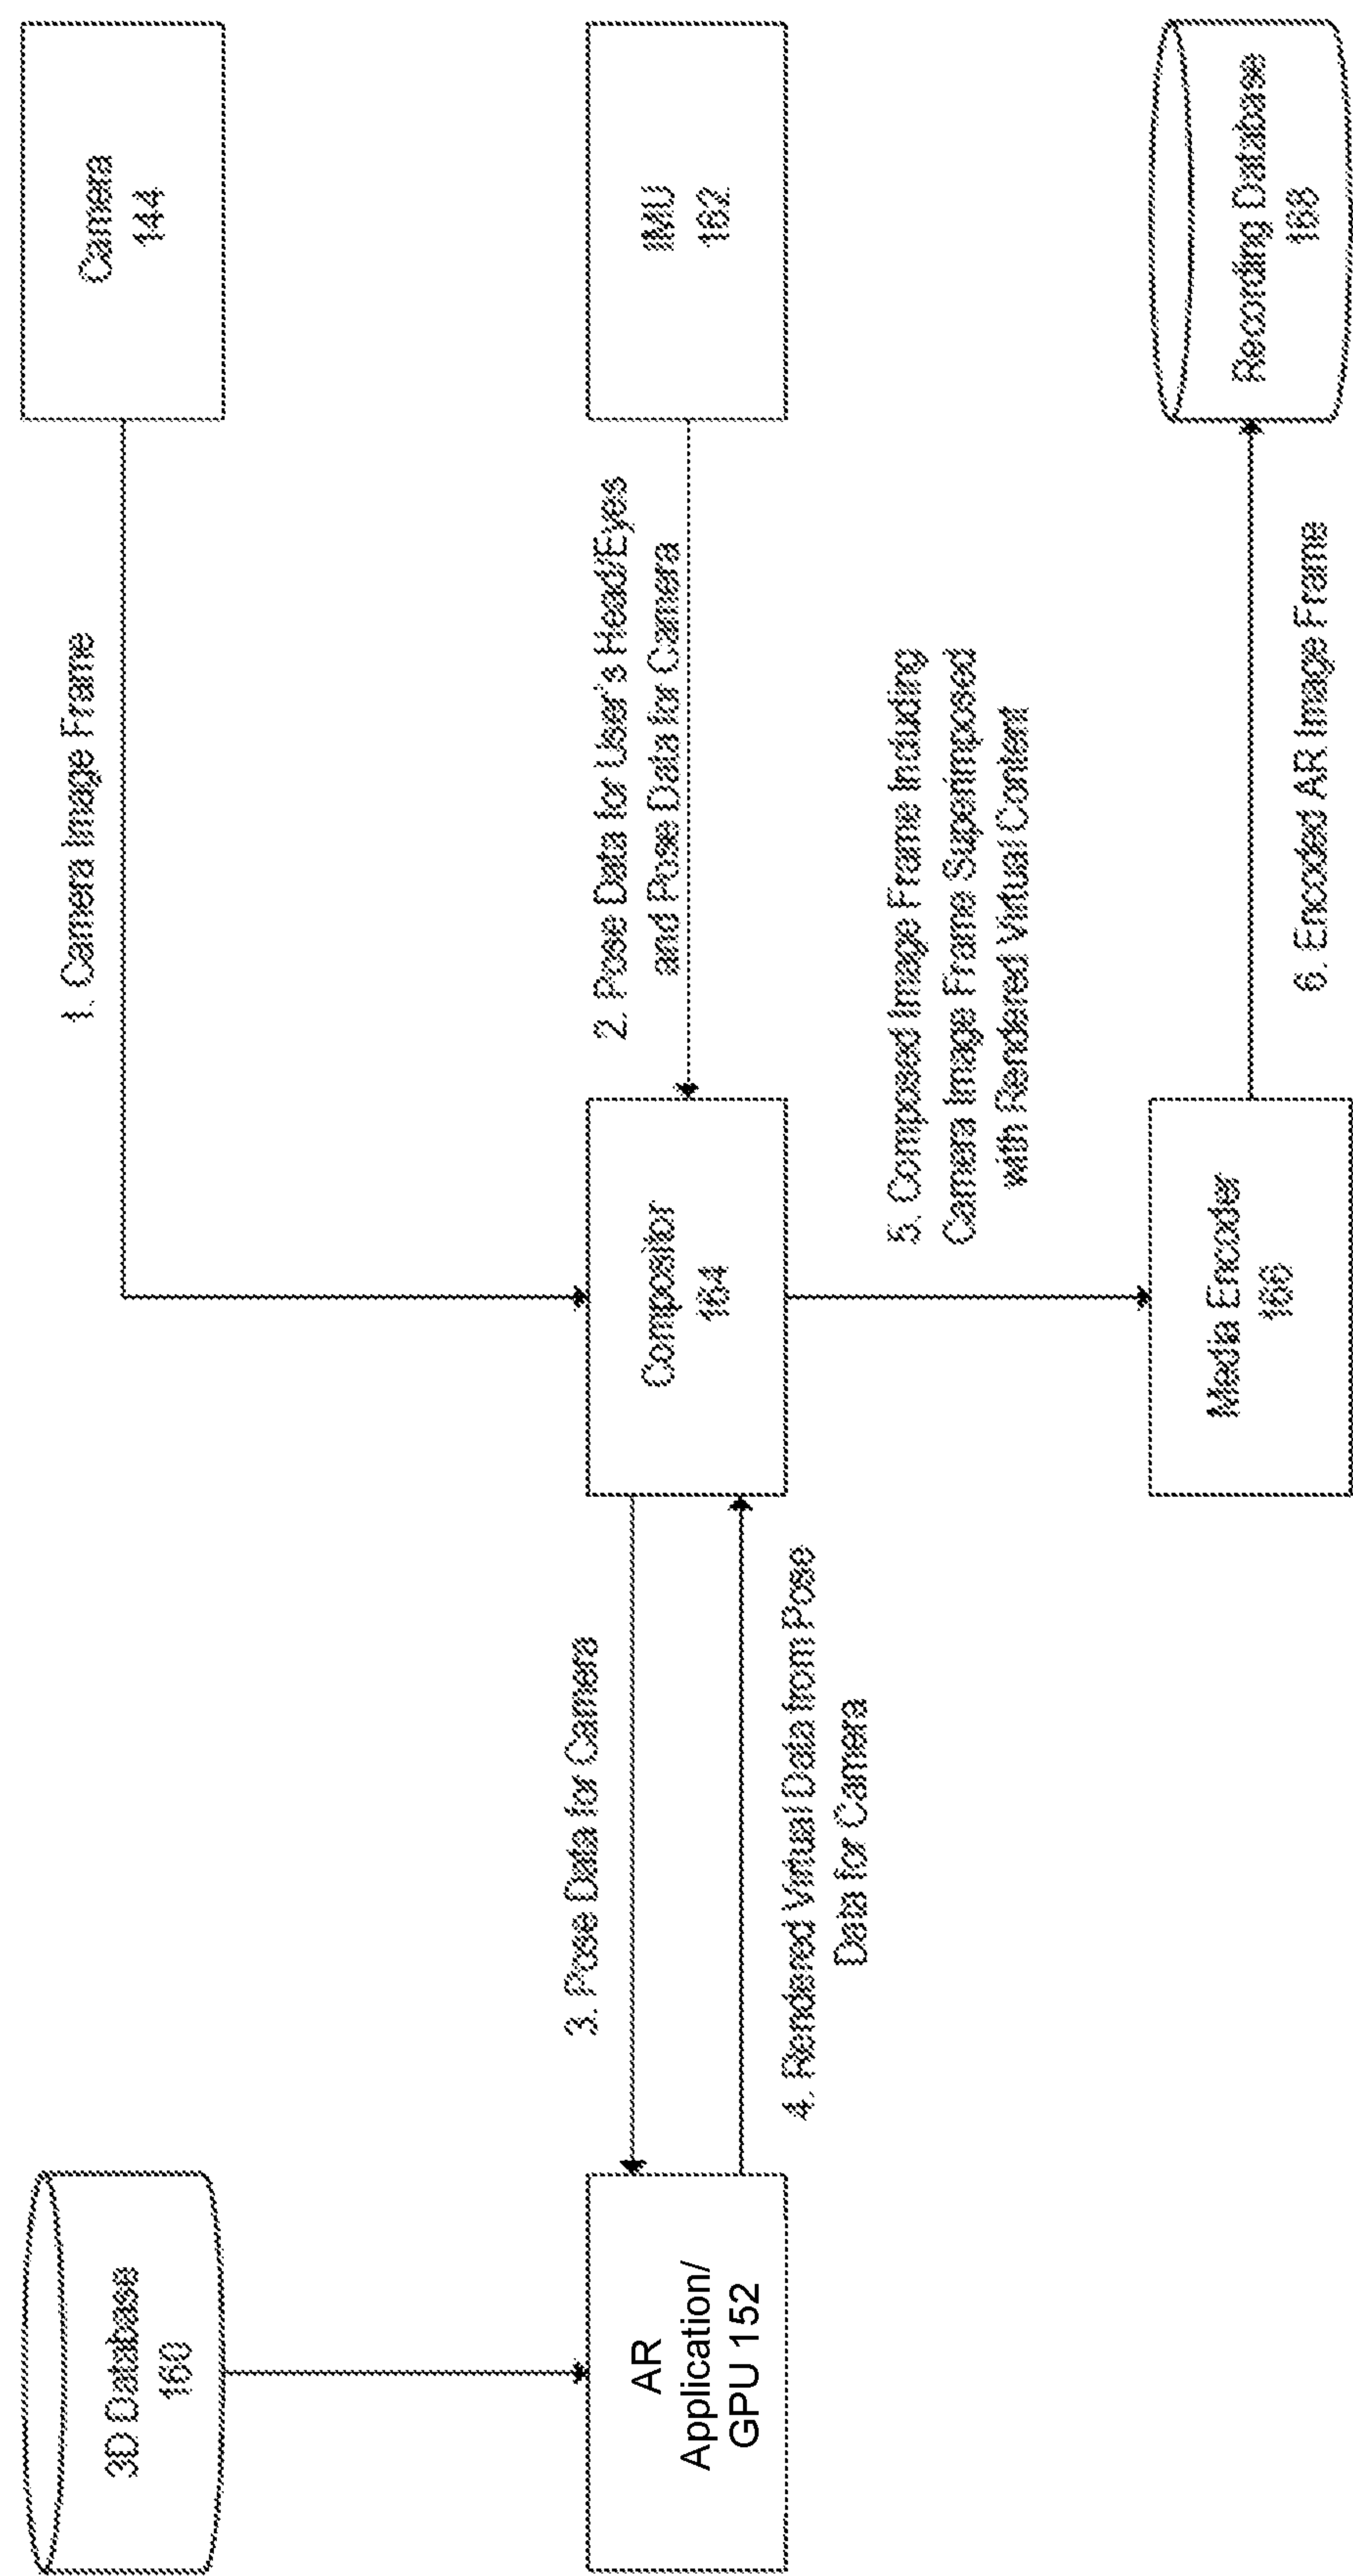 3D Database
160
AR
Application/
GPU 152
3. Pose Data for Camera
4. Rendered Virtual Data from Pose
Data for Camera
Compositor
164
1. Camera Image Frame
Camera
144
2. Pose Data for User's Head/Eyes
and Pose Data for Camera
IMU
162
5. Composed Image Frame Including
Camera Image Frame Superimposed
with Rendered Virtual Content
Media Encoder
166
6. Encoded AR Image Frame
Recording Database
168